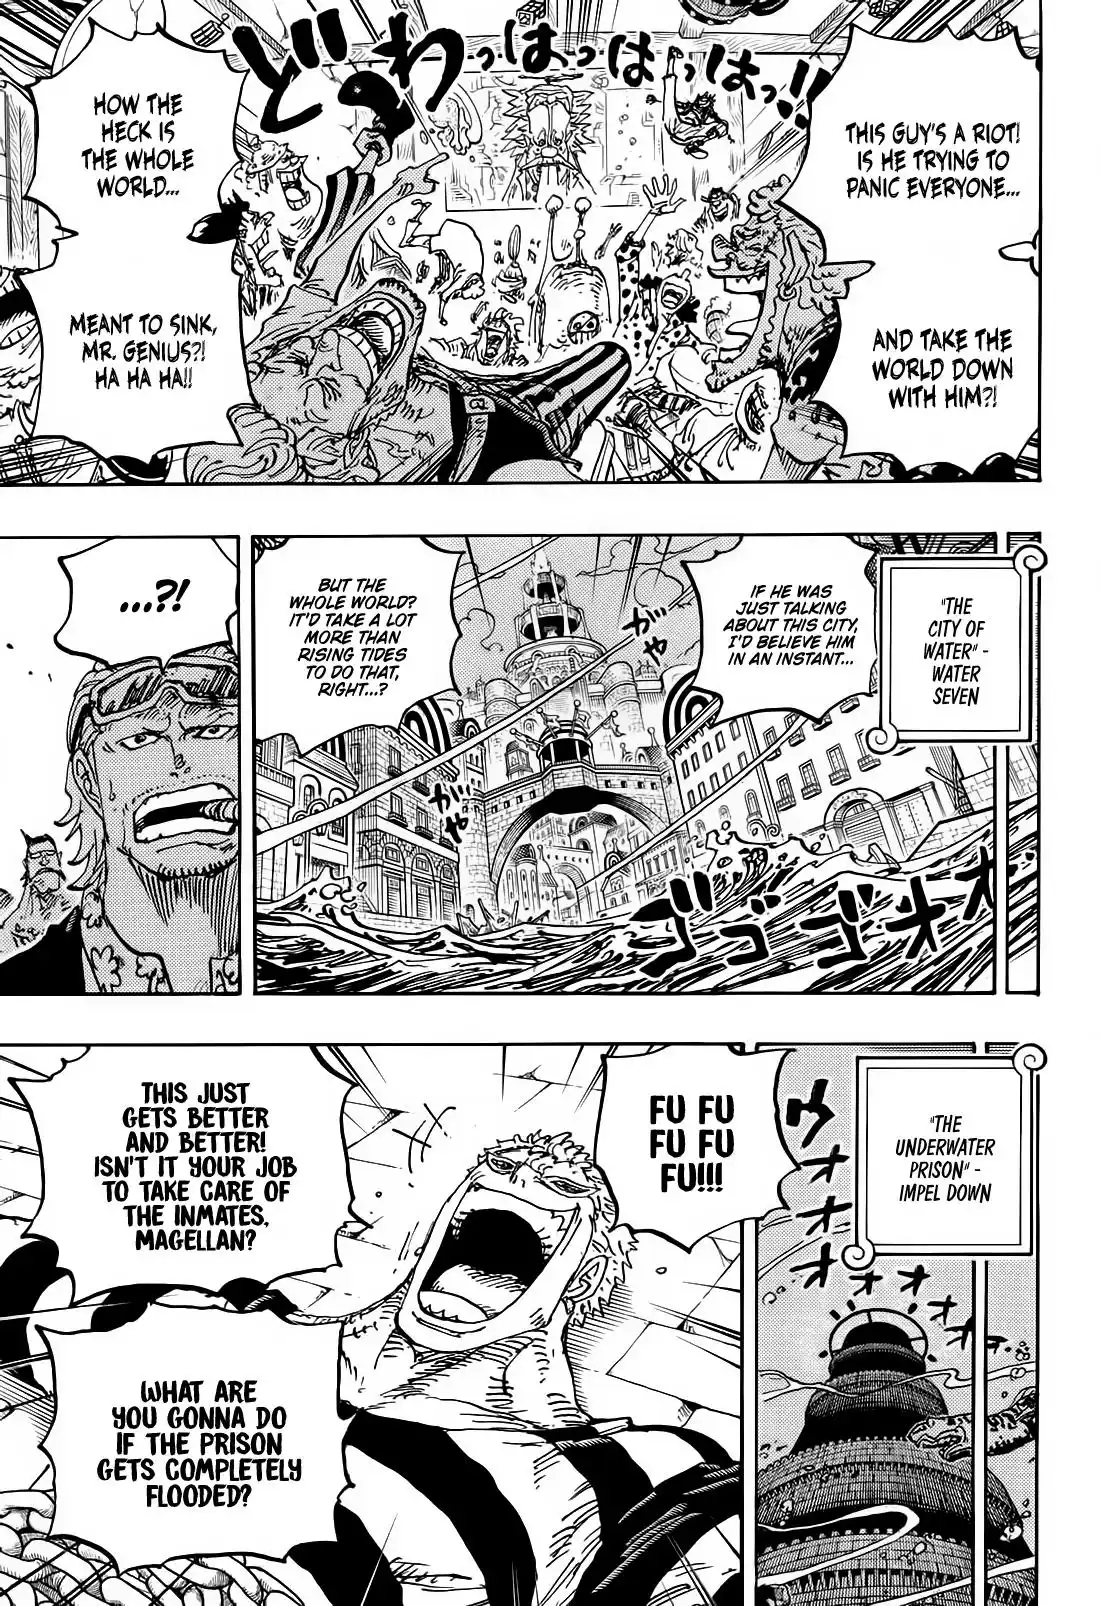 どわっはっはっはっ!!
THIS GUY'S A RIOT!
IS HE TRYING TO
PANIC EVERYONE...
AND TAKE THE
WORLD DOWN
WITH HIM?!
HOW THE
HECK IS
THE WHOLE
WORLD...
MEANT TO SINK,
MR. GENIUS?!
HA HA HA!!
"THE
CITY OF
WATER" -
WATER
SEVEN
IF HE WAS
JUST TALKING
ABOUT THIS CITY,
I'D BELIEVE HIM
IN AN INSTANT...
BUT THE
WHOLE WORLD?
IT'D TAKE A LOT
MORE THAN
RISING TIDES
TO DO THAT,
RIGHT...?
がや
がや
ゴゴゴオオ
...?!
"THE
UNDERWATER
PRISON" -
IMPEL DOWN
ウオオオ
オオオオ
FU FU
FU FU
FU!!!
THIS JUST
GETS BETTER
AND BETTER!
ISN'T IT YOUR JOB
TO TAKE CARE OF
THE INMATES,
MAGELLAN?
WHAT ARE
YOU GONNA DO
IF THE PRISON
GETS COMPLETELY
FLOODED?